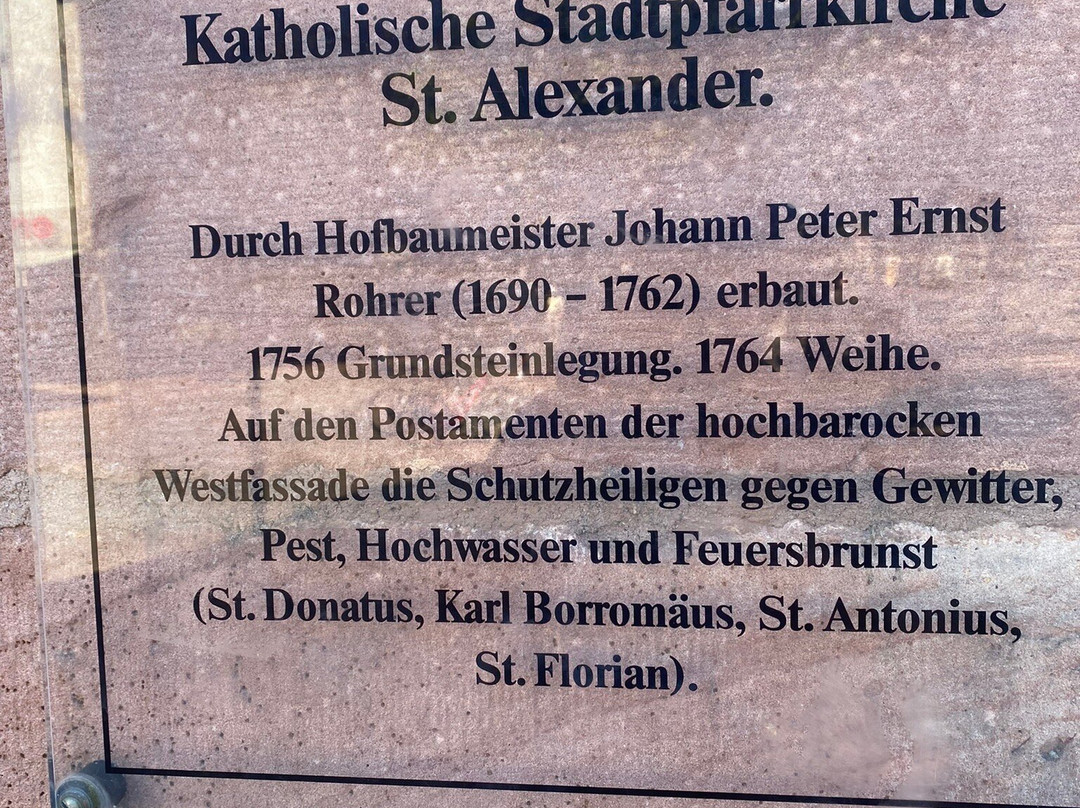 Katholische Stadtpfarrkirche
St. Alexander.
Durch Hofbaumeister Johann Peter Ernst
Rohrer (1690 – 1762) erbaut.
1756 Grundsteinlegung. 1764 Weihe.
Auf den Postamenten der hochbarocken
Westfassade die Schutzheiligen gegen Gewitter,
Pest, Hochwasser und Feuersbrunst
(St. Donatus, Karl Borromäus, St. Antonius,
St. Florian).